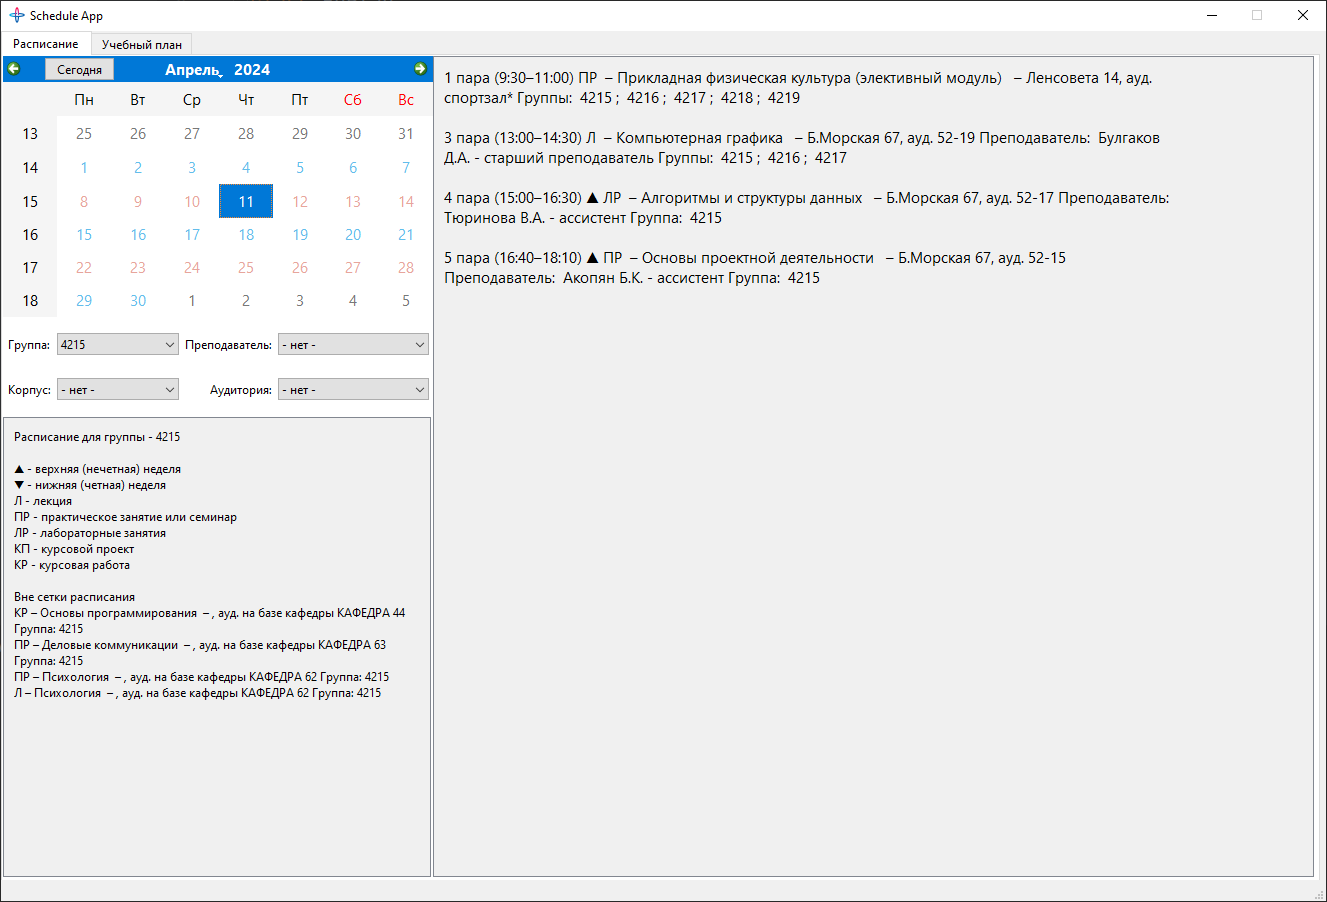 Schedule App
Расписание
Учебный план
Сегодня
Апрель, 2024
Пн Вт Ср Чт Пт Сб Вс
13 25 26 27 28 29 30 31
14 1 2 3 4 5 6 7
15 8 9 10 11 12 13 14
16 15 16 17 18 19 20 21
17 22 23 24 25 26 27 28
18 29 30 1 2 3 4 5
Группа: 4215 Преподаватель: - нет -
Корпус: - нет - Аудитория: - нет -
Расписание для группы - 4215
▲ - верхняя (нечетная) неделя
▼ - нижняя (четная) неделя
Л - лекция
ПР - практическое занятие или семинар
ЛР - лабораторные занятия
КП - курсовой проект
КР - курсовая работа
Вне сетки расписания
КР – Основы программирования – , ауд. на базе кафедры КАФЕДРА 44
Группа: 4215
ПР – Деловые коммуникации – , ауд. на базе кафедры КАФЕДРА 63
Группа: 4215
ПР – Психология – , ауд. на базе кафедры КАФЕДРА 62 Группа: 4215
Л – Психология – , ауд. на базе кафедры КАФЕДРА 62 Группа: 4215
1 пара (9:30–11:00) ПР – Прикладная физическая культура (элективный модуль) – Ленсовета 14, ауд.
спортзал* Группы: 4215 ; 4216 ; 4217 ; 4218 ; 4219
3 пара (13:00–14:30) Л – Компьютерная графика – Б.Морская 67, ауд. 52-19 Преподаватель: Булгаков
Д.А. - старший преподаватель Группы: 4215 ; 4216 ; 4217
4 пара (15:00–16:30) ▲ ЛР – Алгоритмы и структуры данных – Б.Морская 67, ауд. 52-17 Преподаватель:
Тюринова В.А. - ассистент Группа: 4215
5 пара (16:40–18:10) ▲ ПР – Основы проектной деятельности – Б.Морская 67, ауд. 52-15
Преподаватель: Акопян Б.К. - ассистент Группа: 4215